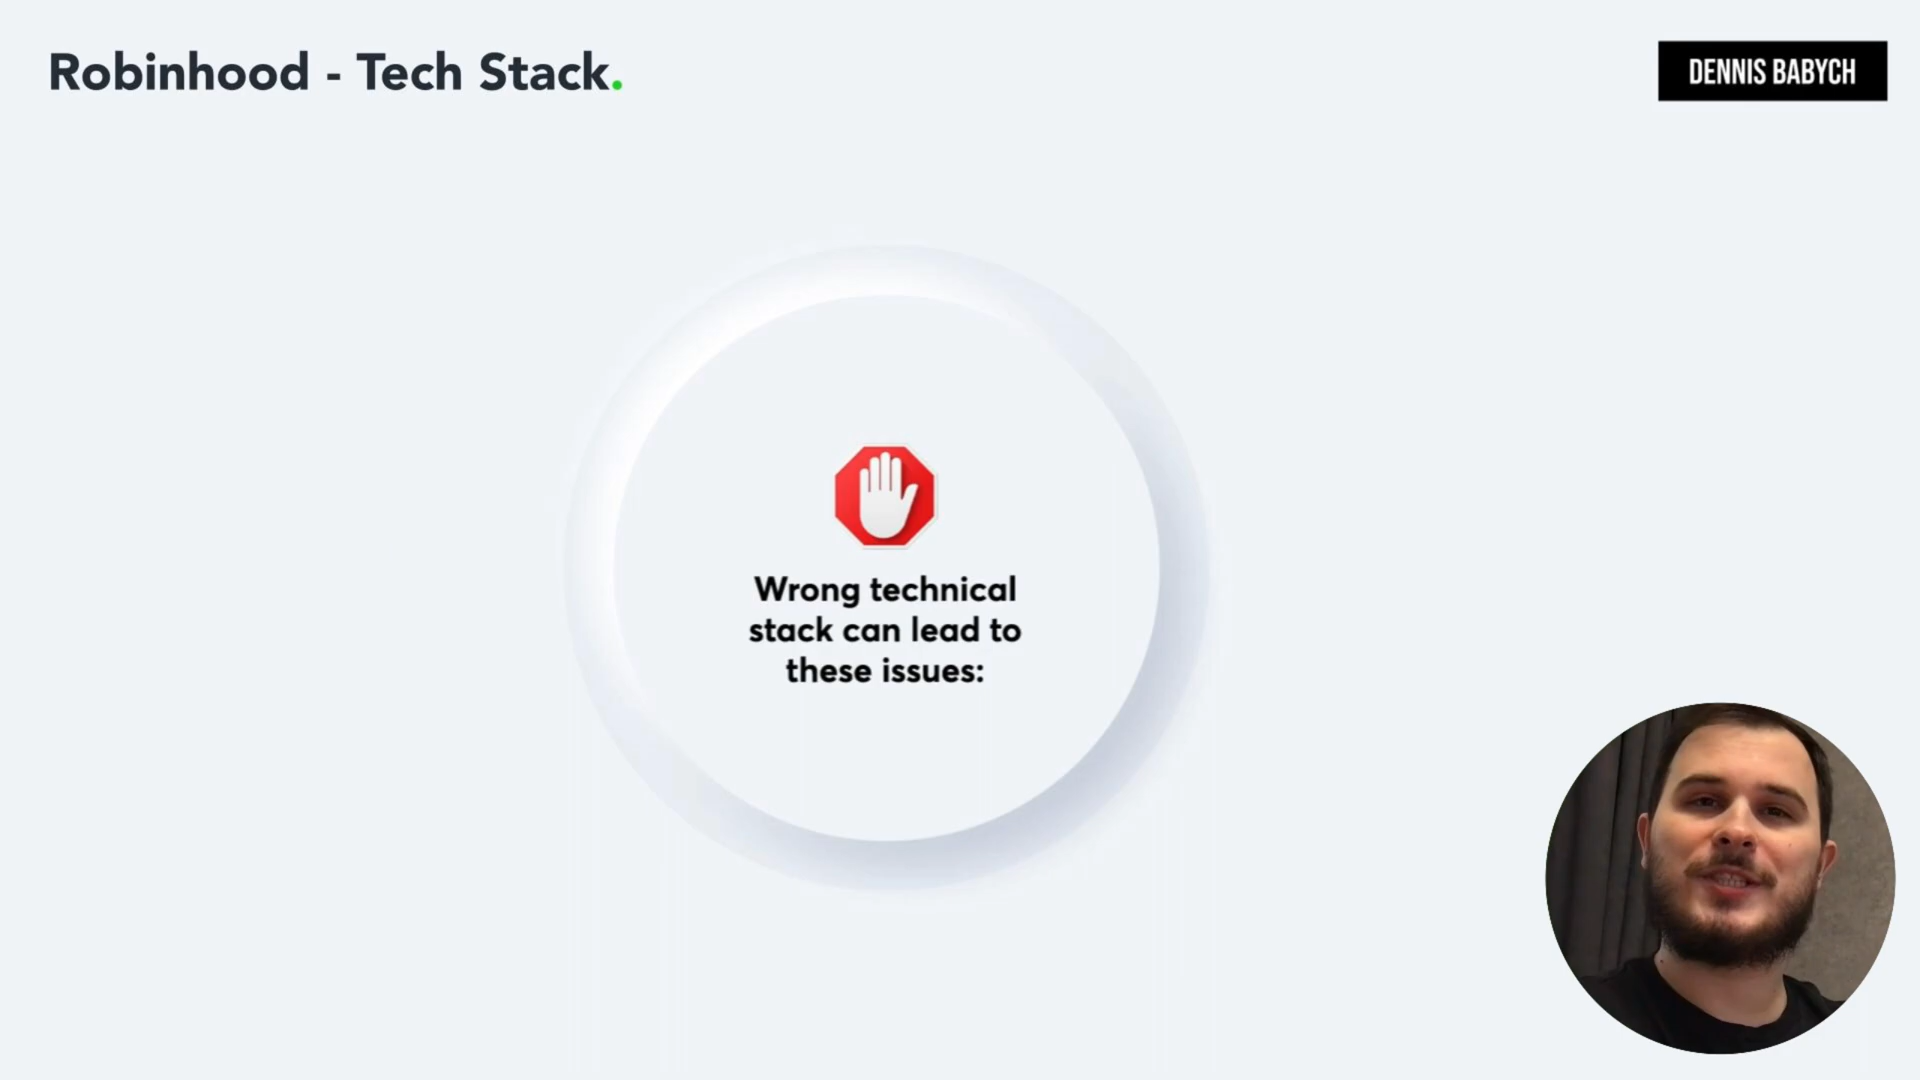 Robinhood - Tech Stack.
DENNIS BABYCH
Wrong technical
stack can lead to
these issues: